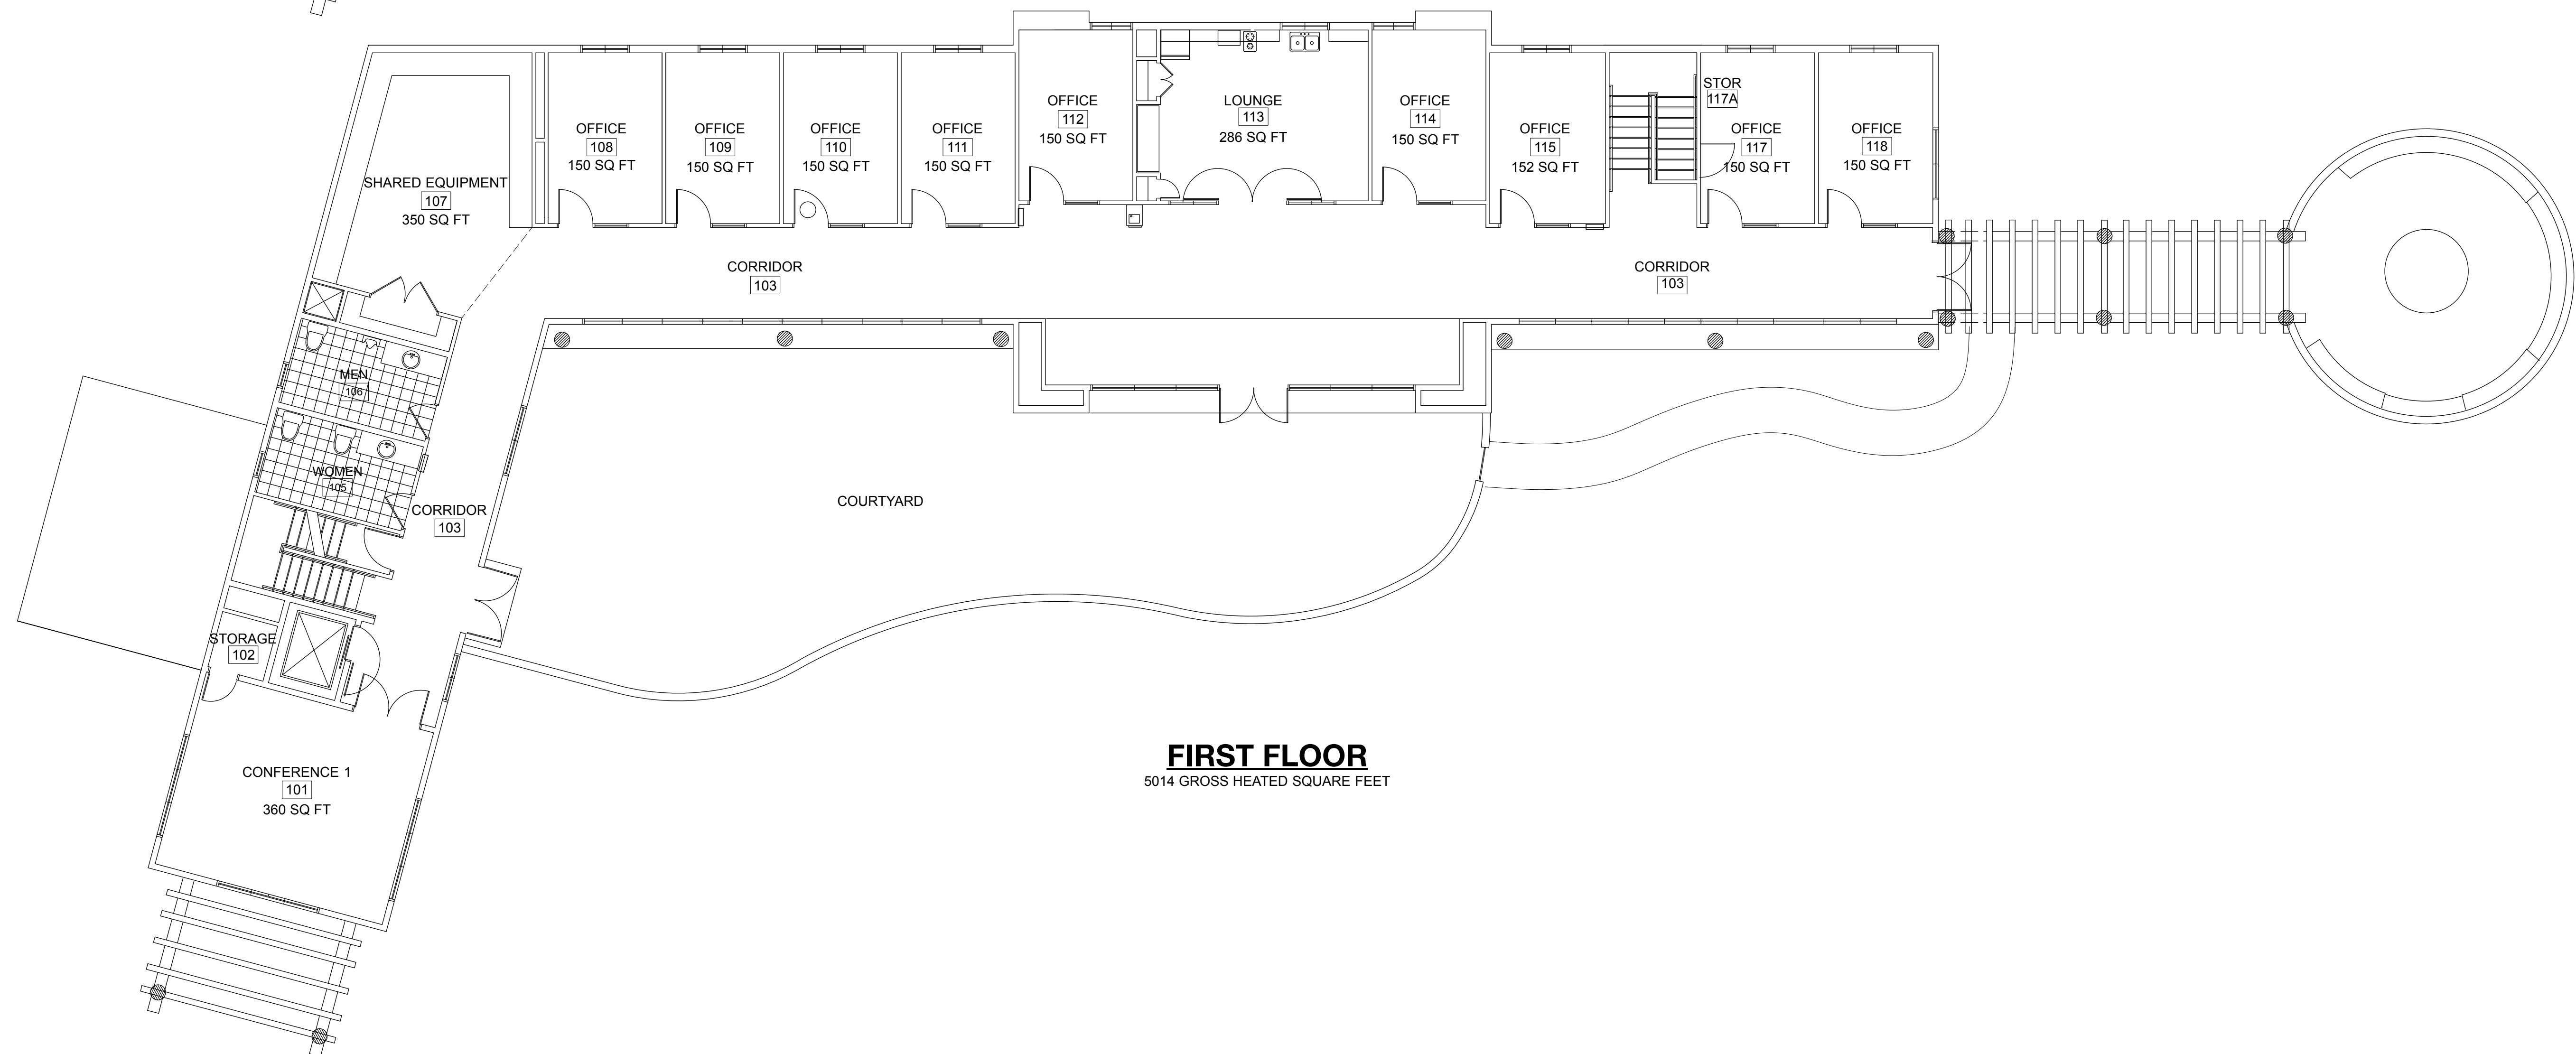 OFFICE
112
150 SQ FT
LOUNGE
113
286 SQ FT
OFFICE
114
150 SQ FT
STOR
117A
OFFICE
108
150 SQ FT
OFFICE
109
150 SQ FT
OFFICE
110
150 SQ FT
OFFICE
111
150 SQ FT
OFFICE
115
152 SQ FT
OFFICE
117
150 SQ FT
OFFICE
118
150 SQ FT
SHARED EQUIPMENT
107
350 SQ FT
CORRIDOR
103
CORRIDOR
103
MEN
106
WOMEN
105
CORRIDOR
103
COURTYARD
STORAGE
102
CONFERENCE 1
101
360 SQ FT
FIRST FLOOR
5014 GROSS HEATED SQUARE FEET